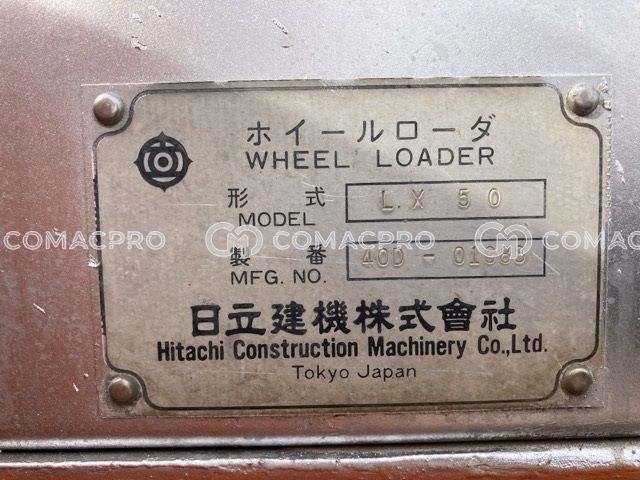 ホイールローダ
WHEEL LOADER
形 式
MODEL
L.X 50
COMACPRO COMACPRO COMACPRO
製 番
MFG. NO.
日立建機株式會社
Hitachi Construction Machinery Co.,Ltd.
Tokyo Japan